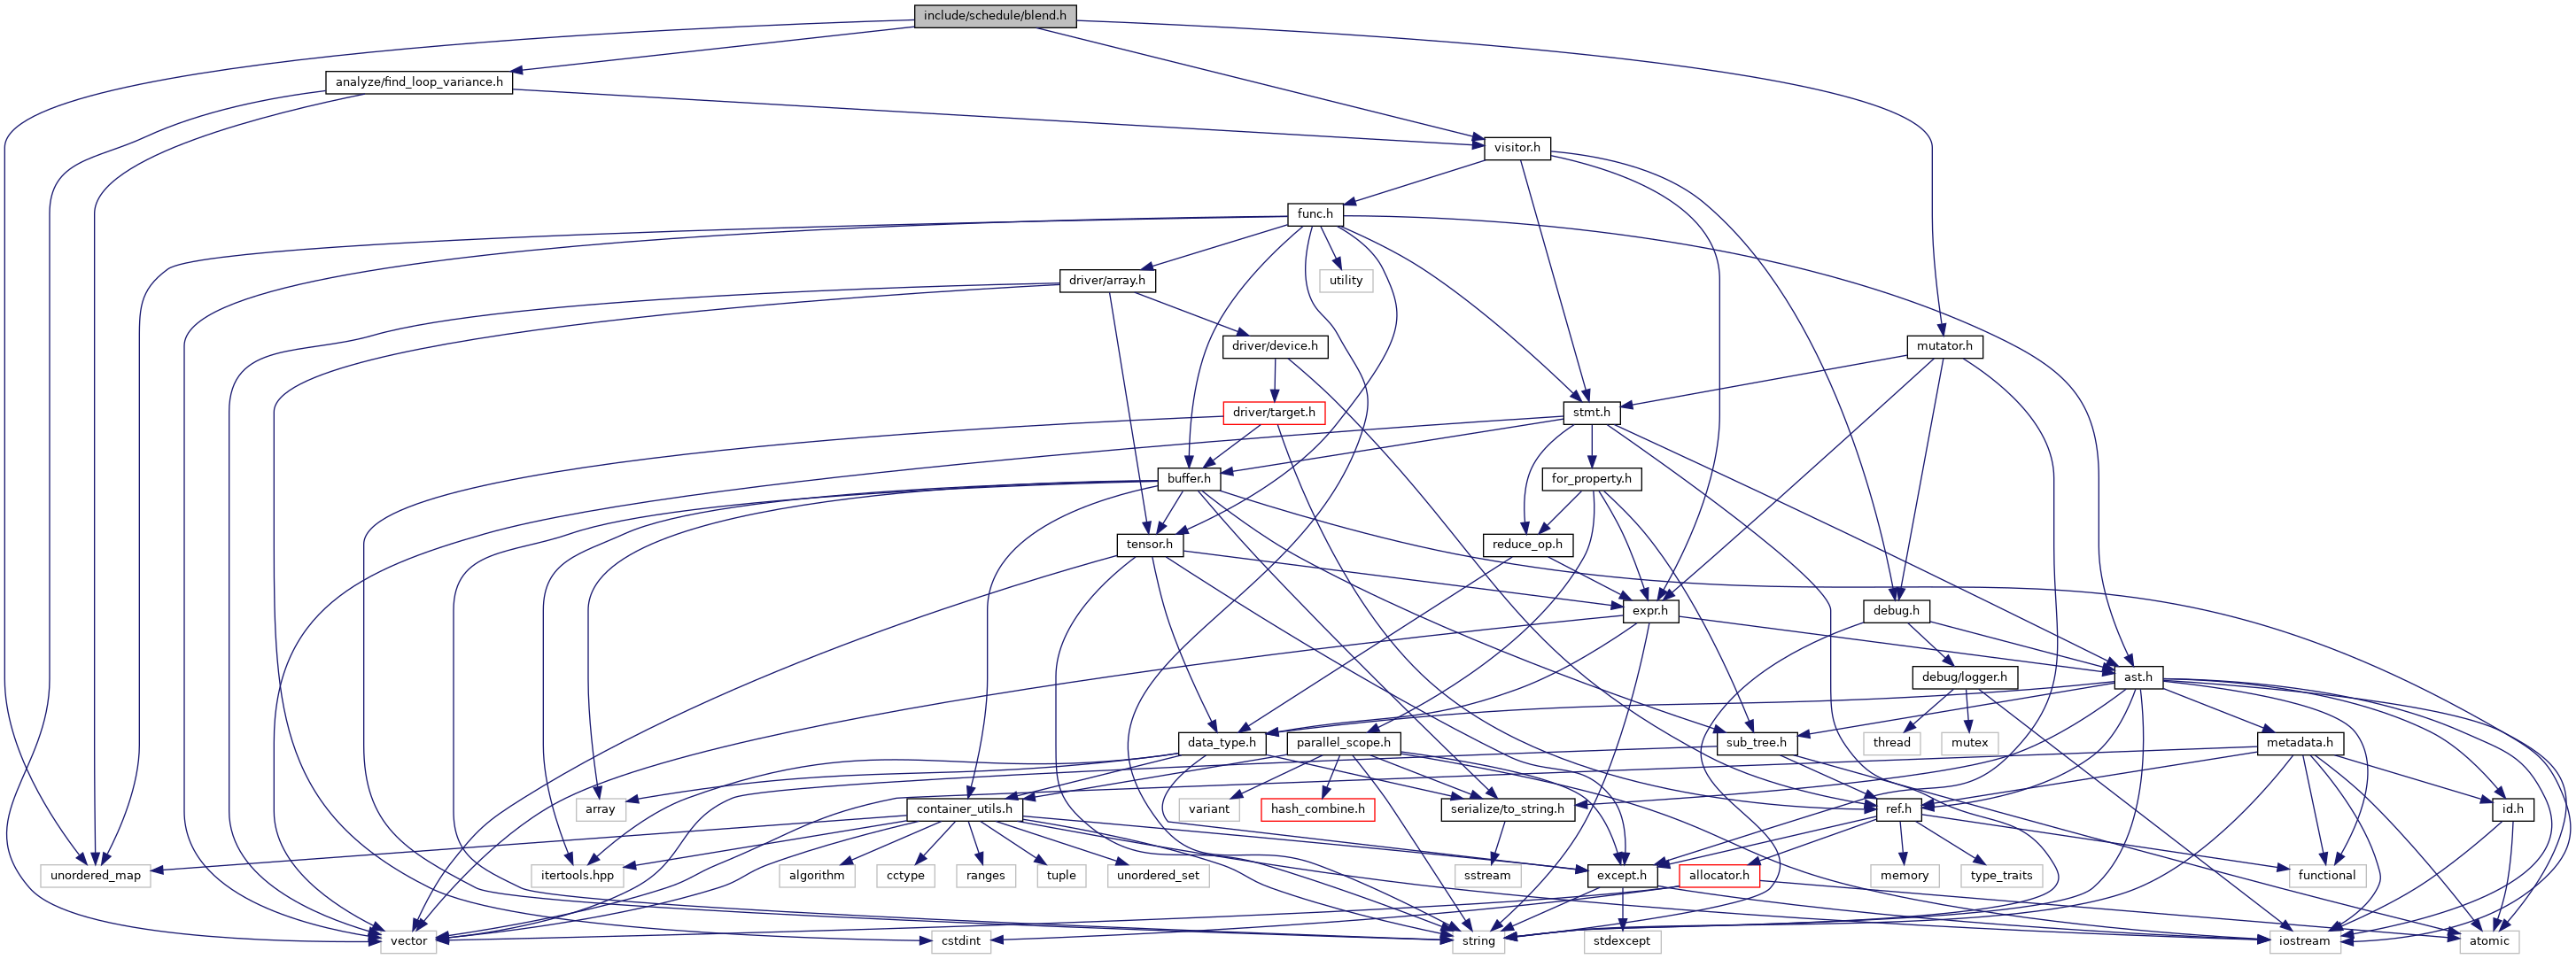 include/schedule/blend.h
analyze/find_loop_variance.h
visitor.h
func.h
driver/array.h
utility
driver/device.h
mutator.h
driver/target.h
stmt.h
buffer.h
for_property.h
tensor.h
reduce_op.h
expr.h
debug.h
debug/logger.h
ast.h
data_type.h
parallel_scope.h
sub_tree.h
thread
mutex
metadata.h
array
container_utils.h
variant
hash_combine.h
serialize/to_string.h
ref.h
id.h
unordered_map
itertools.hpp
algorithm
cctype
ranges
tuple
unordered_set
sstream
except.h
allocator.h
memory
type_traits
functional
vector
cstdint
string
stdexcept
iostream
atomic